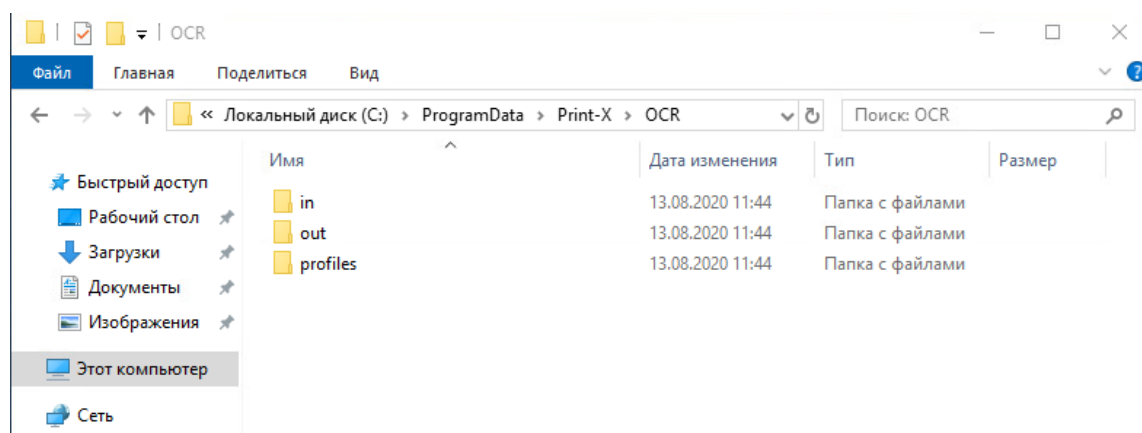 OCR
Файл Главная Поделиться Вид
« Локальный диск (C:) › ProgramData › Print-X › OCR Поиск: OCR
Имя Дата изменения Тип Размер
Быстрый доступ
Рабочий стол
Загрузки
Документы
Изображения
Этот компьютер
Сеть
in 13.08.2020 11:44 Папка с файлами
out 13.08.2020 11:44 Папка с файлами
profiles 13.08.2020 11:44 Папка с файлами